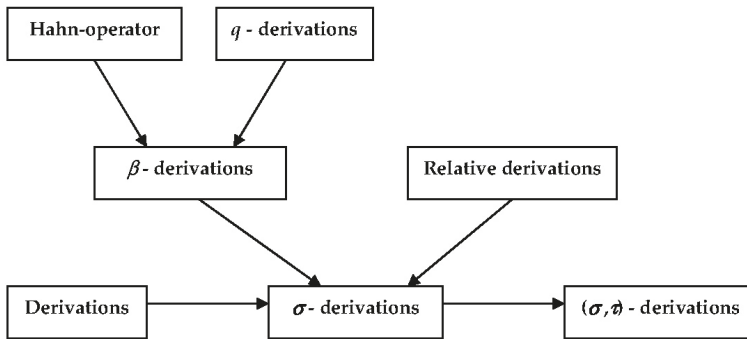 Hahn-operator
q - derivations
β- derivations
Relative derivations
Derivations
σ- derivations
(σ,τ) - derivations